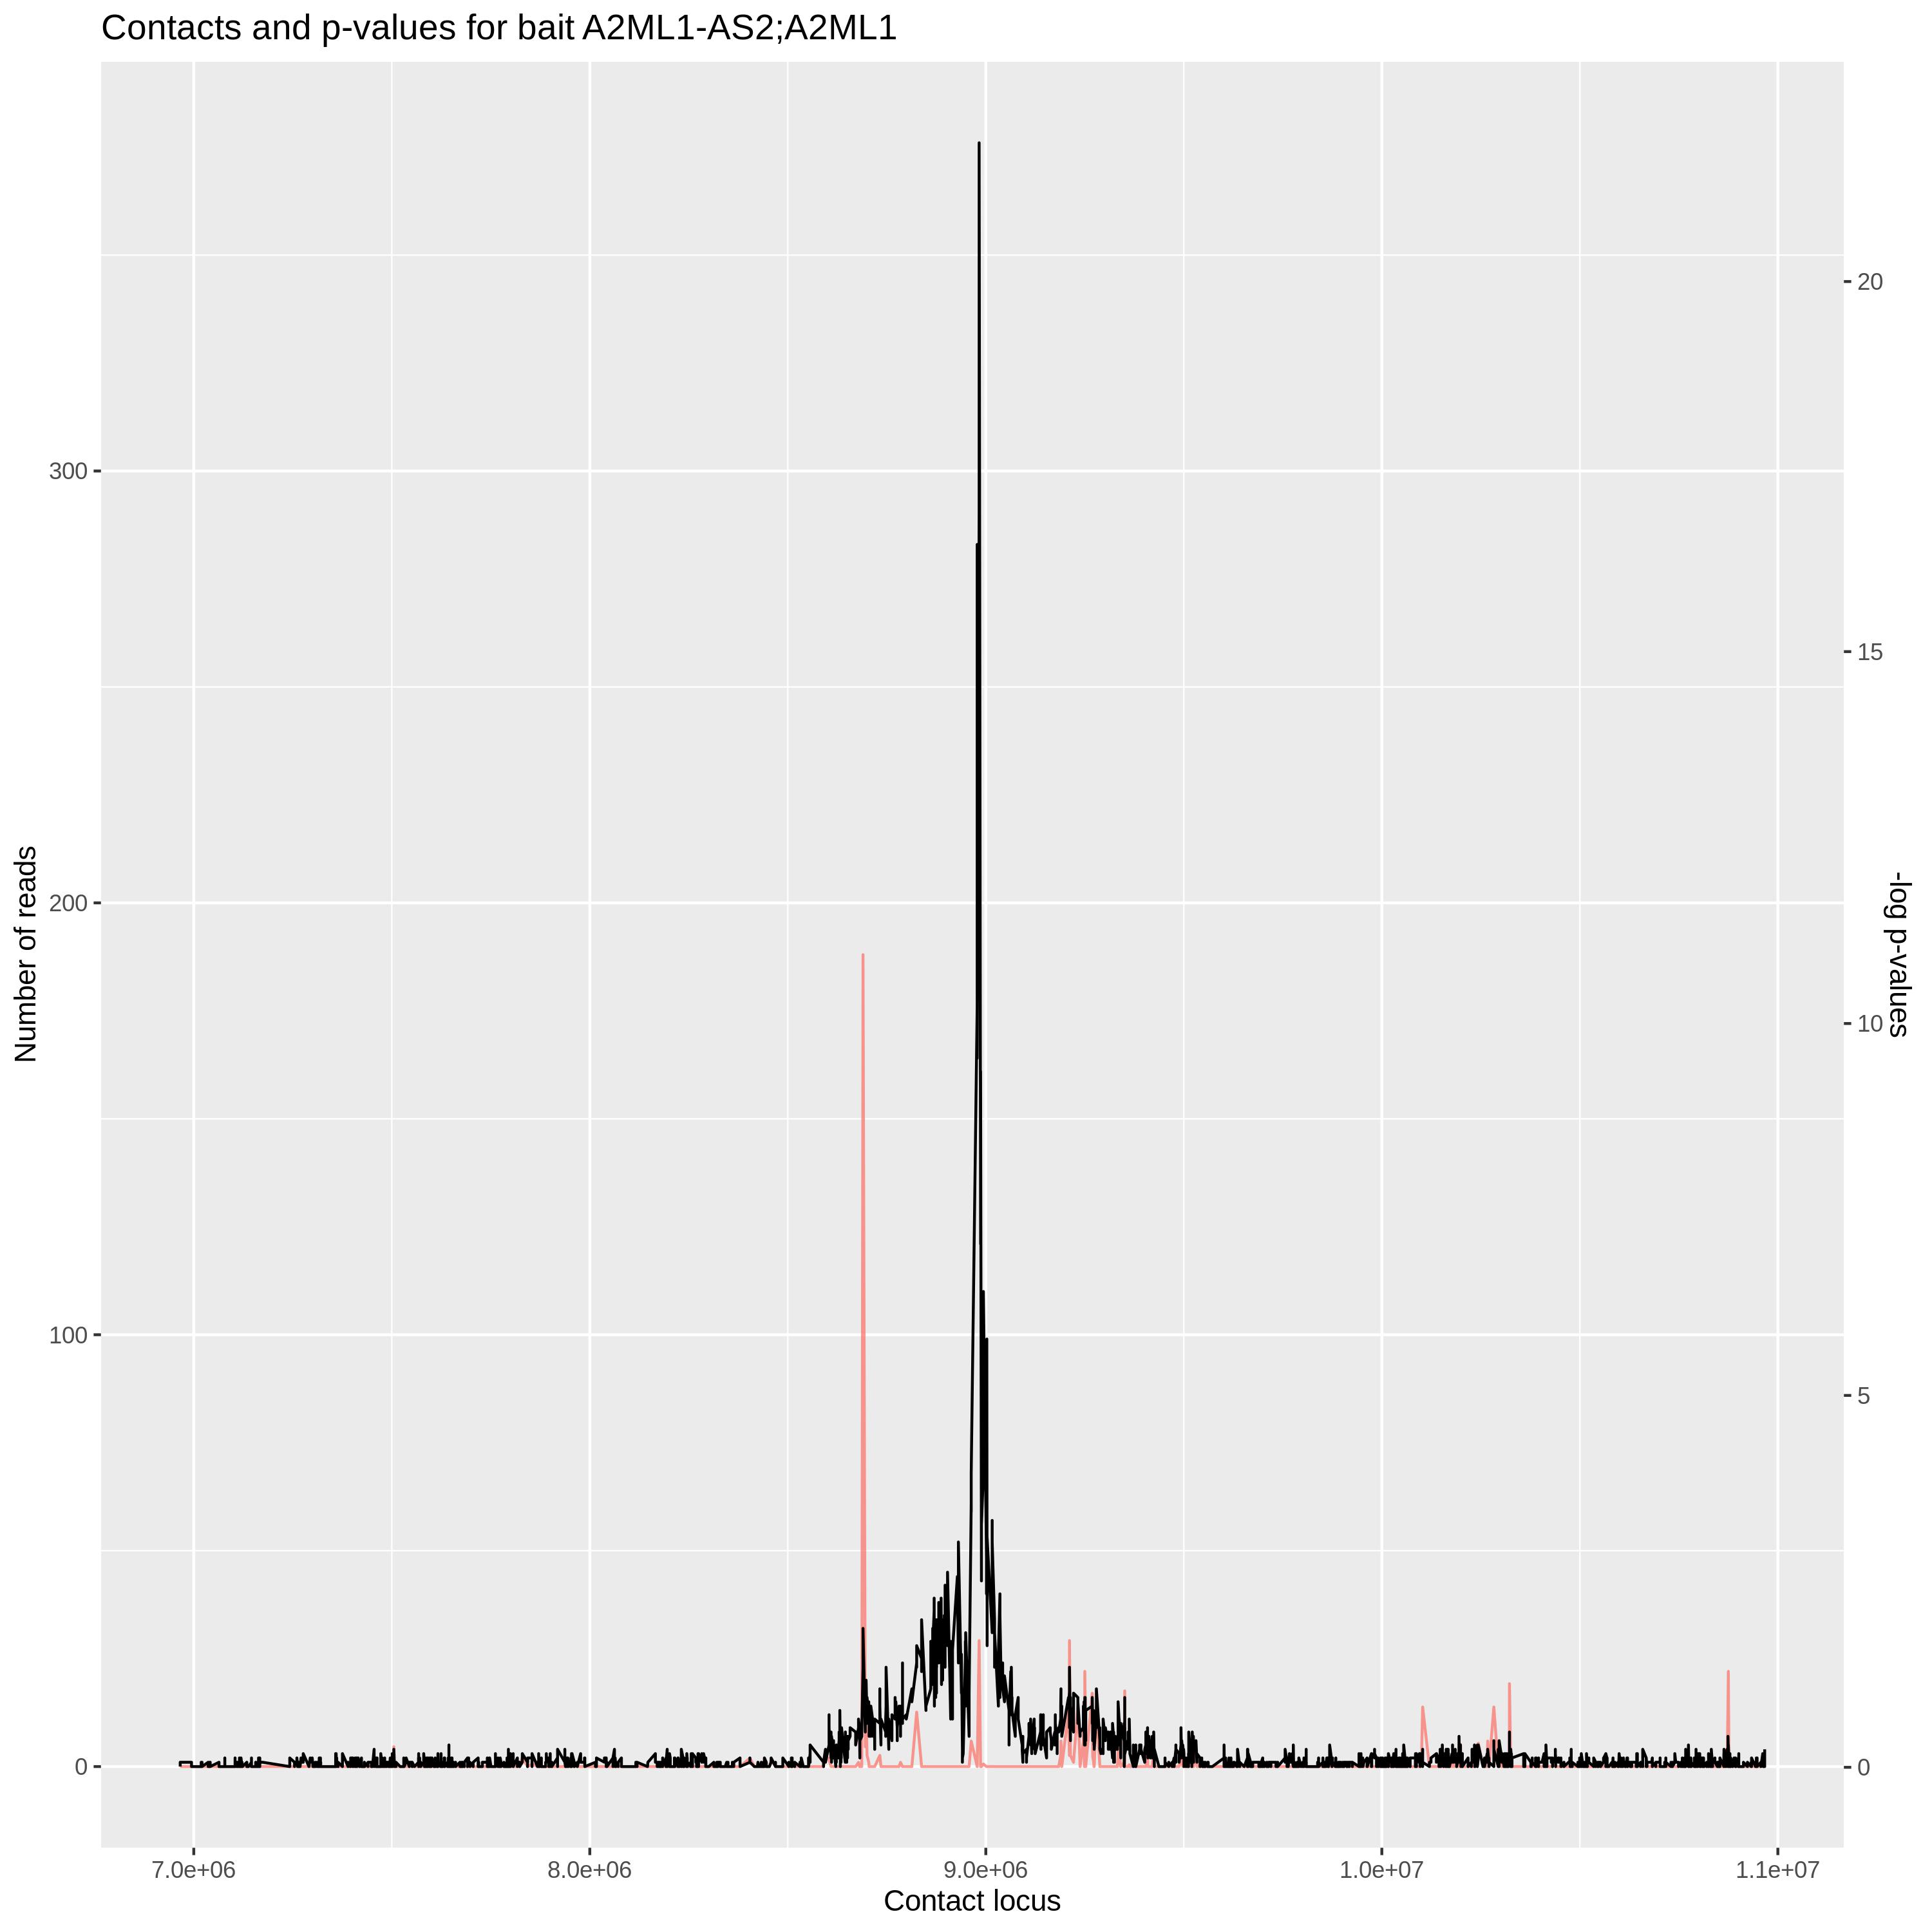 Contacts and p-values for bait A2ML1-AS2;A2ML1
Number of reads
300
200
100
0
20
15
10
5
0
-log p-values
7.0e+06
8.0e+06
9.0e+06
1.0e+07
1.1e+07
Contact locus